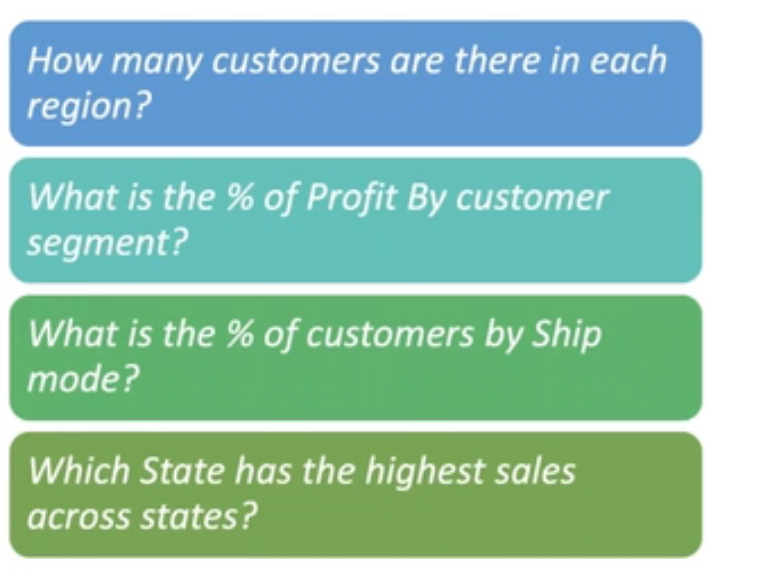 How many customers are there in each
region?
What is the % of Profit By customer
segment?
What is the % of customers by Ship
mode?
Which State has the highest sales
across states?